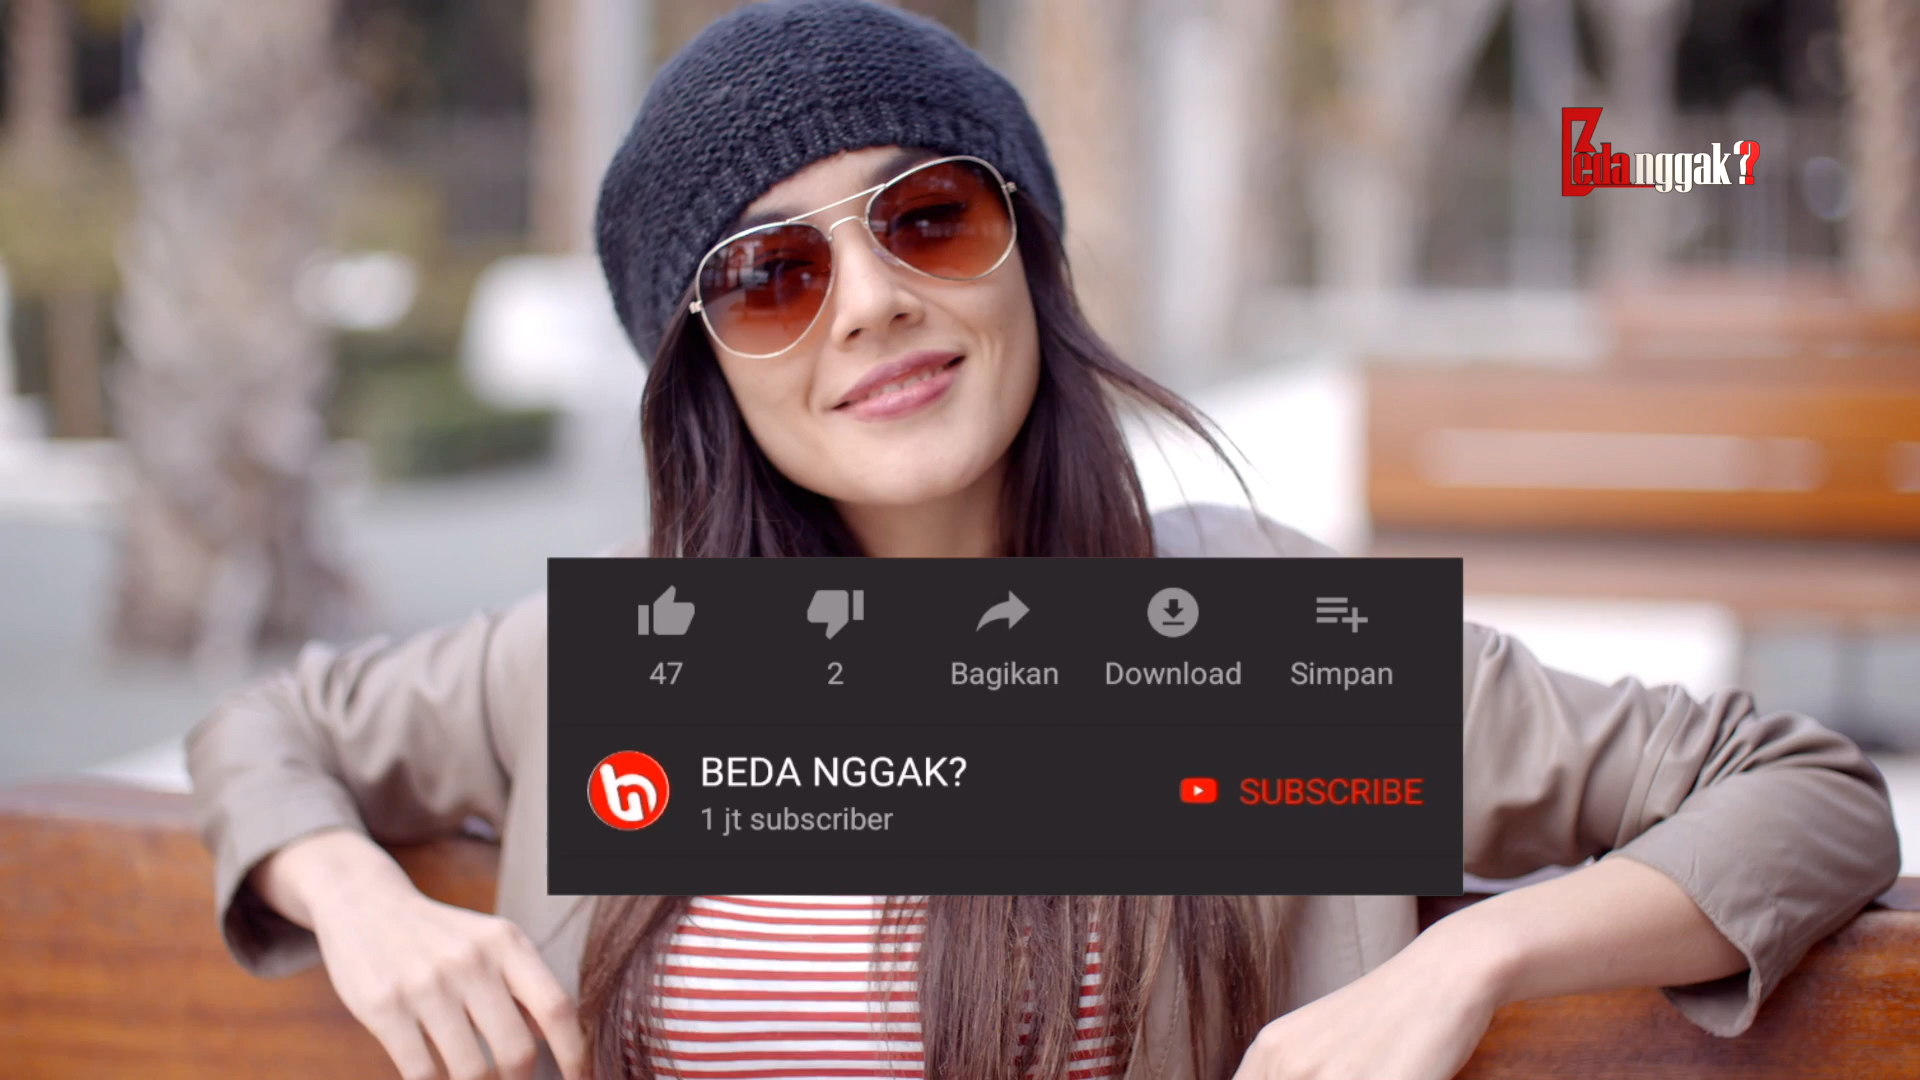 Bedanggak?
47
2
Bagikan
Download
Simpan
BEDA NGGAK?
1 jt subscriber
SUBSCRIBE